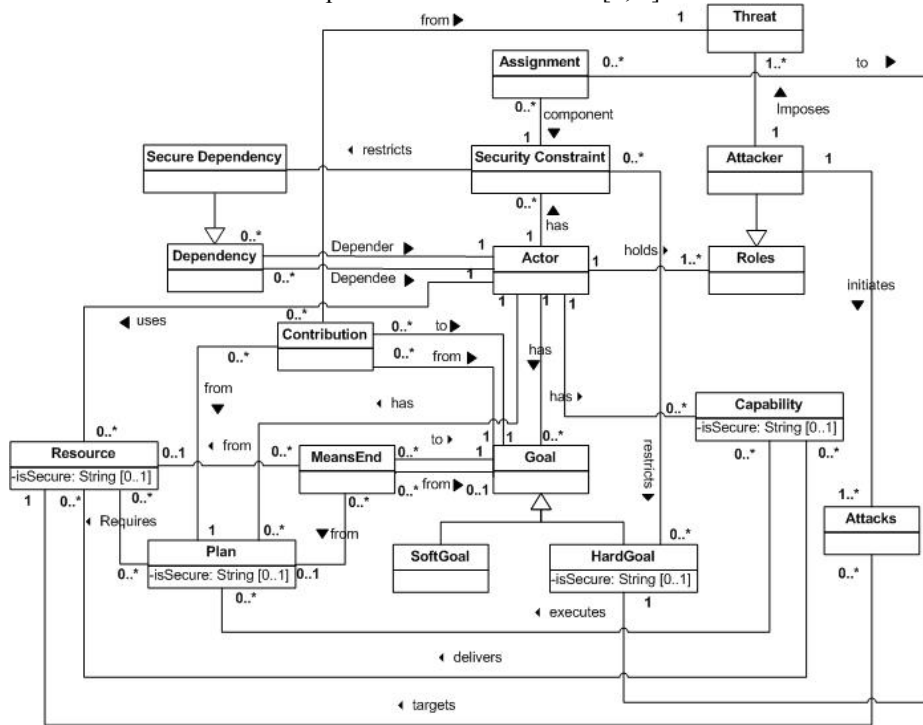 from ▶ 1 Threat
Assignment 0..* 1..* to ▶
0..* component ▼ ▲ Imposes
1 1
Secure Dependency ◂ restricts Security Constraint 0..* Attacker 1
0..* ▲ has
0..* 1
Dependency Depender ▶ 1 Actor 1 holds ▸ 1..* Roles
0..* Dependee ▶ 1
initiates ▼
◀ uses 1 1 1
0..*
Contribution 0..* to ▶
0..* 0..* from ▶ has ▼
from ▼
◂ has has ▸ 0..* Capability
-isSecure: String [0..1]
0..* 0..*
0..* 1 1 0..*
Resource 0..1 ◂ from 0..* MeansEnd 0..* to ▸ 1 Goal
-isSecure: String [0..1] 0..* from ▸ 0..1
restricts ▼
1 0..* 0..* 0..*
◂ Requires 1 0..* ▼ from
1..*
Attacks
0..*
Plan 0..1 SoftGoal 0..* HardGoal
0..* -isSecure: String [0..1] -isSecure: String [0..1]
0..* 1
◂ executes
◂ delivers
◂ targets